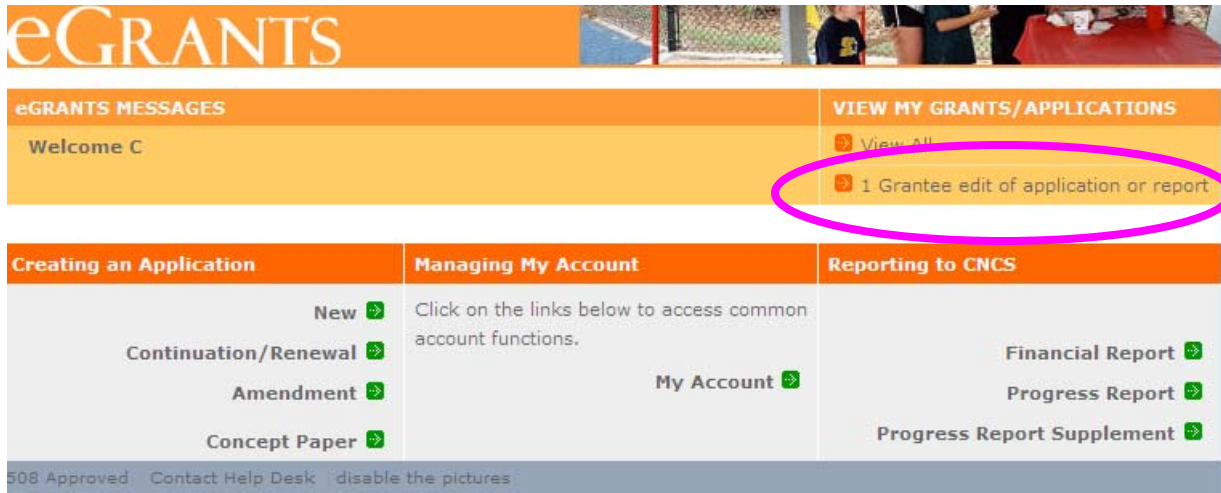 eGRANTS
eGRANTS MESSAGES
VIEW MY GRANTS/APPLICATIONS
Welcome C
View All
1 Grantee edit of application or report
Creating an Application
Managing My Account
Reporting to CNCS
New
Continuation/Renewal
Amendment
Concept Paper
Click on the links below to access common
account functions.
My Account
Financial Report
Progress Report
Progress Report Supplement
508 Approved Contact Help Desk disable the pictures